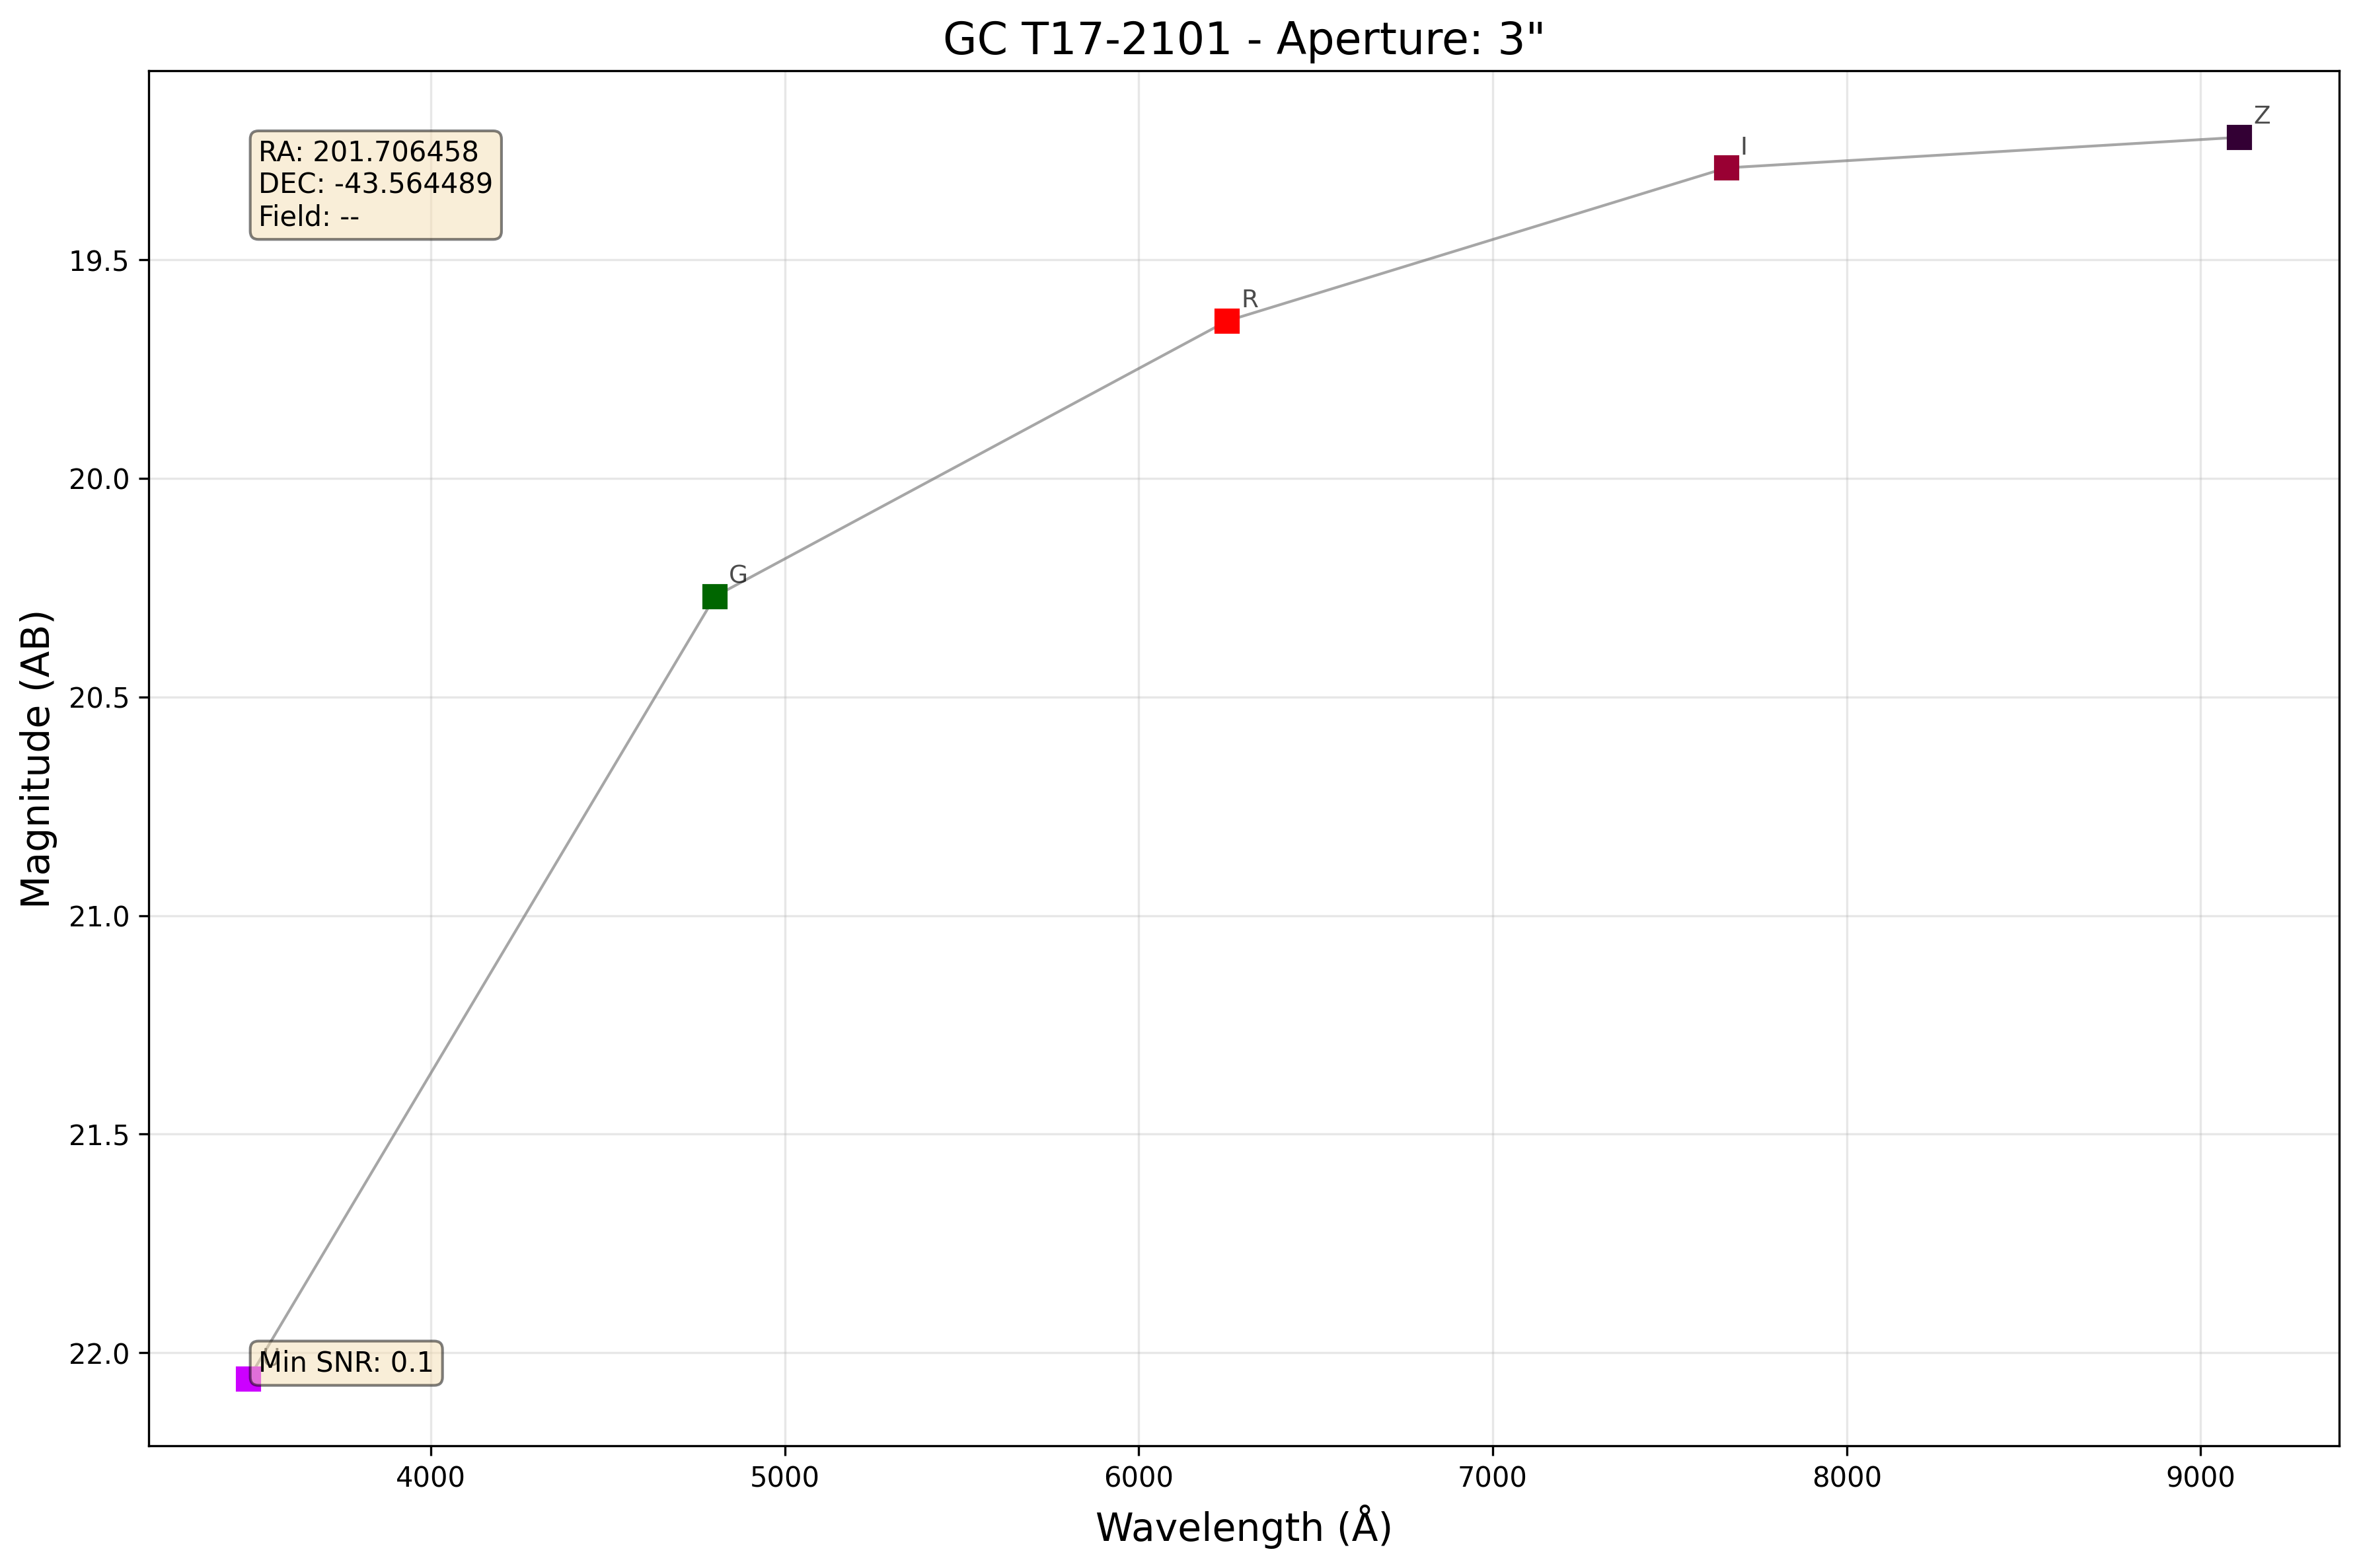 GC T17-2101 - Aperture: 3"
RA: 201.706458
DEC: -43.564489
Field: --
Z
I
R
G
Min SNR: 0.1
19.5
20.0
20.5
21.0
21.5
22.0
Magnitude (AB)
4000
5000
6000
7000
8000
9000
Wavelength (Å)